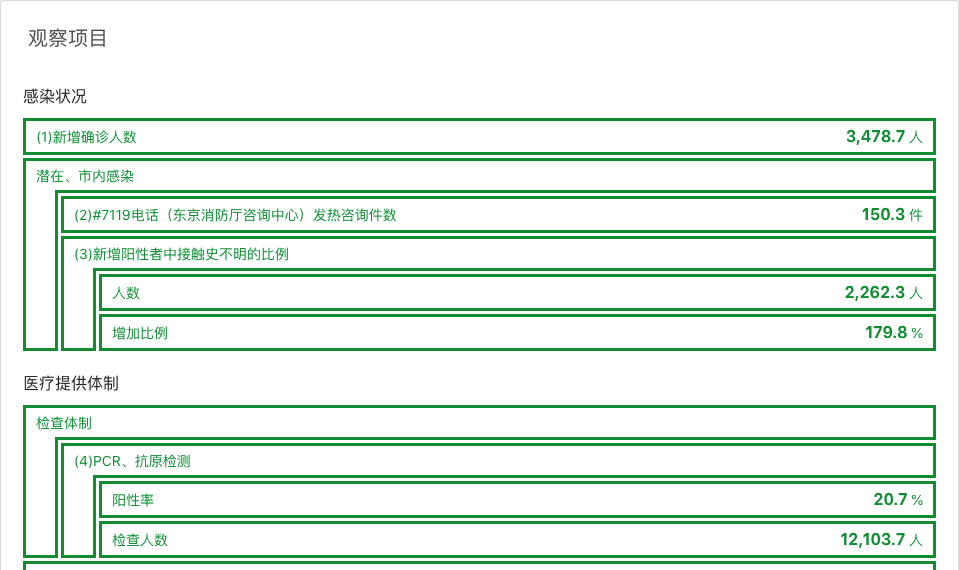 观察项目
感染状况
(1)新增确诊人数 3,478.7 人
潜在、市内感染
(2)#7119电话（东京消防厅咨询中心）发热咨询件数 150.3 件
(3)新增阳性者中接触史不明的比例
人数 2,262.3 人
增加比例 179.8 %
医疗提供体制
检查体制
(4)PCR、抗原检测
阳性率 20.7 %
检查人数 12,103.7 人